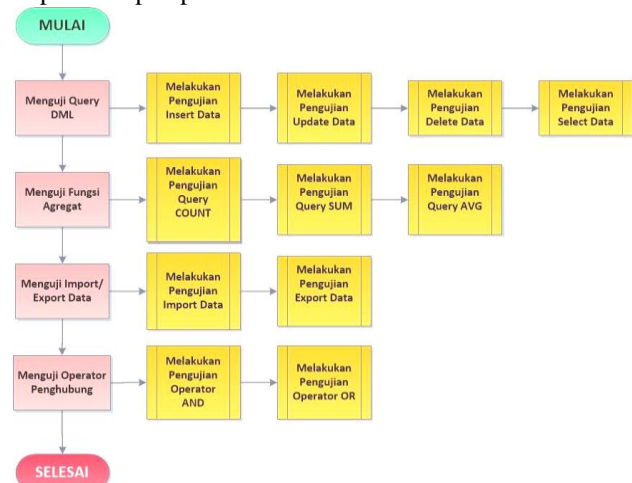 MULAI
Menguji Query
DML
Melakukan
Pengujian
Insert Data
Melakukan
Pengujian
Update Data
Melakukan
Pengujian
Delete Data
Melakukan
Pengujian
Select Data
Menguji Fungsi
Agregat
Melakukan
Pengujian
Query
COUNT
Melakukan
Pengujian
Query SUM
Melakukan
Pengujian
Query AVG
Menguji Import/
Export Data
Melakukan
Pengujian
Import Data
Melakukan
Pengujian
Export Data
Menguji Operator
Penghubung
Melakukan
Pengujian
Operator
AND
Melakukan
Pengujian
Operator OR
SELESAI